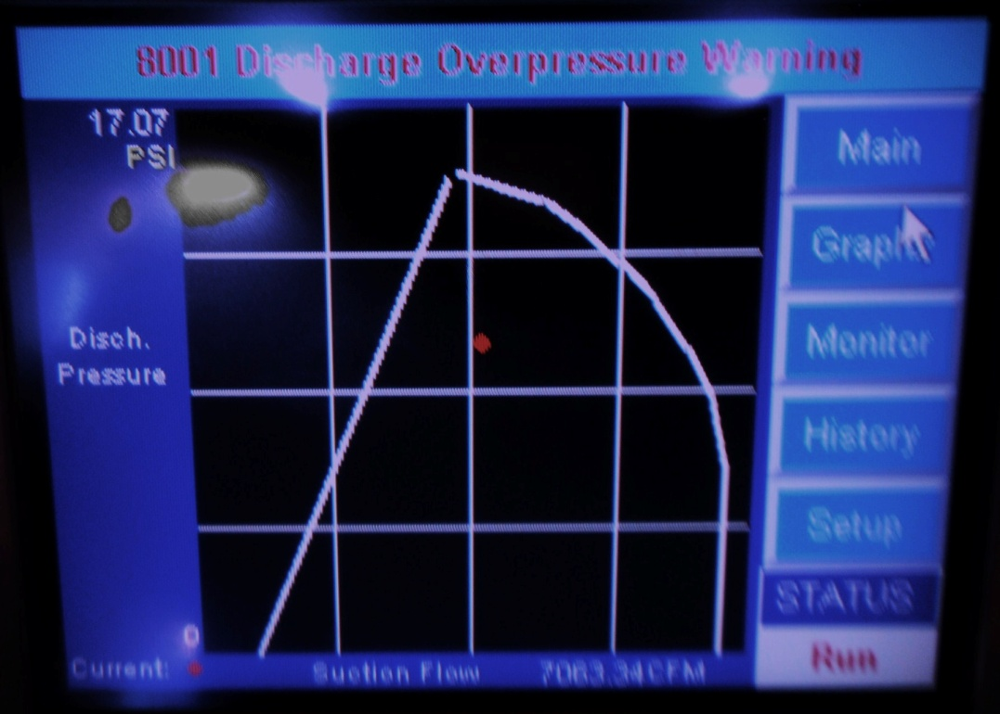 8001 Discharge Overpressure Warning
17.07
PSI
Disch.
Pressure
0
Current:
Suction Flow
7063.34CFM
Main
Graph
Monitor
History
Setup
STATUS
Run